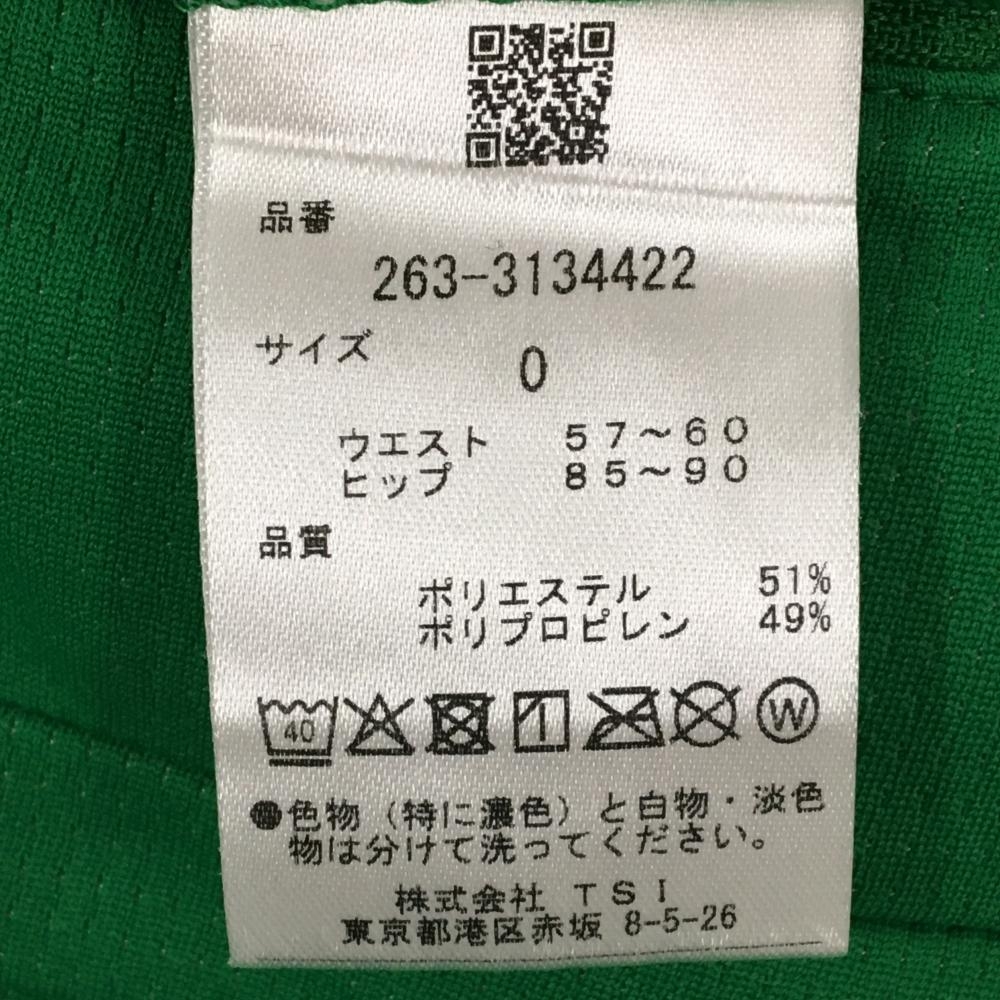 品番
263-3134422
サイズ
0
ウエスト 57～60
ヒップ 85～90
品質
ポリエステル 51%
ポリプロピレン 49%
40 W
●色物（特に濃色）と白物・淡色
物は分けて洗ってください。
株式会社 TSI
東京都港区赤坂 8-5-26